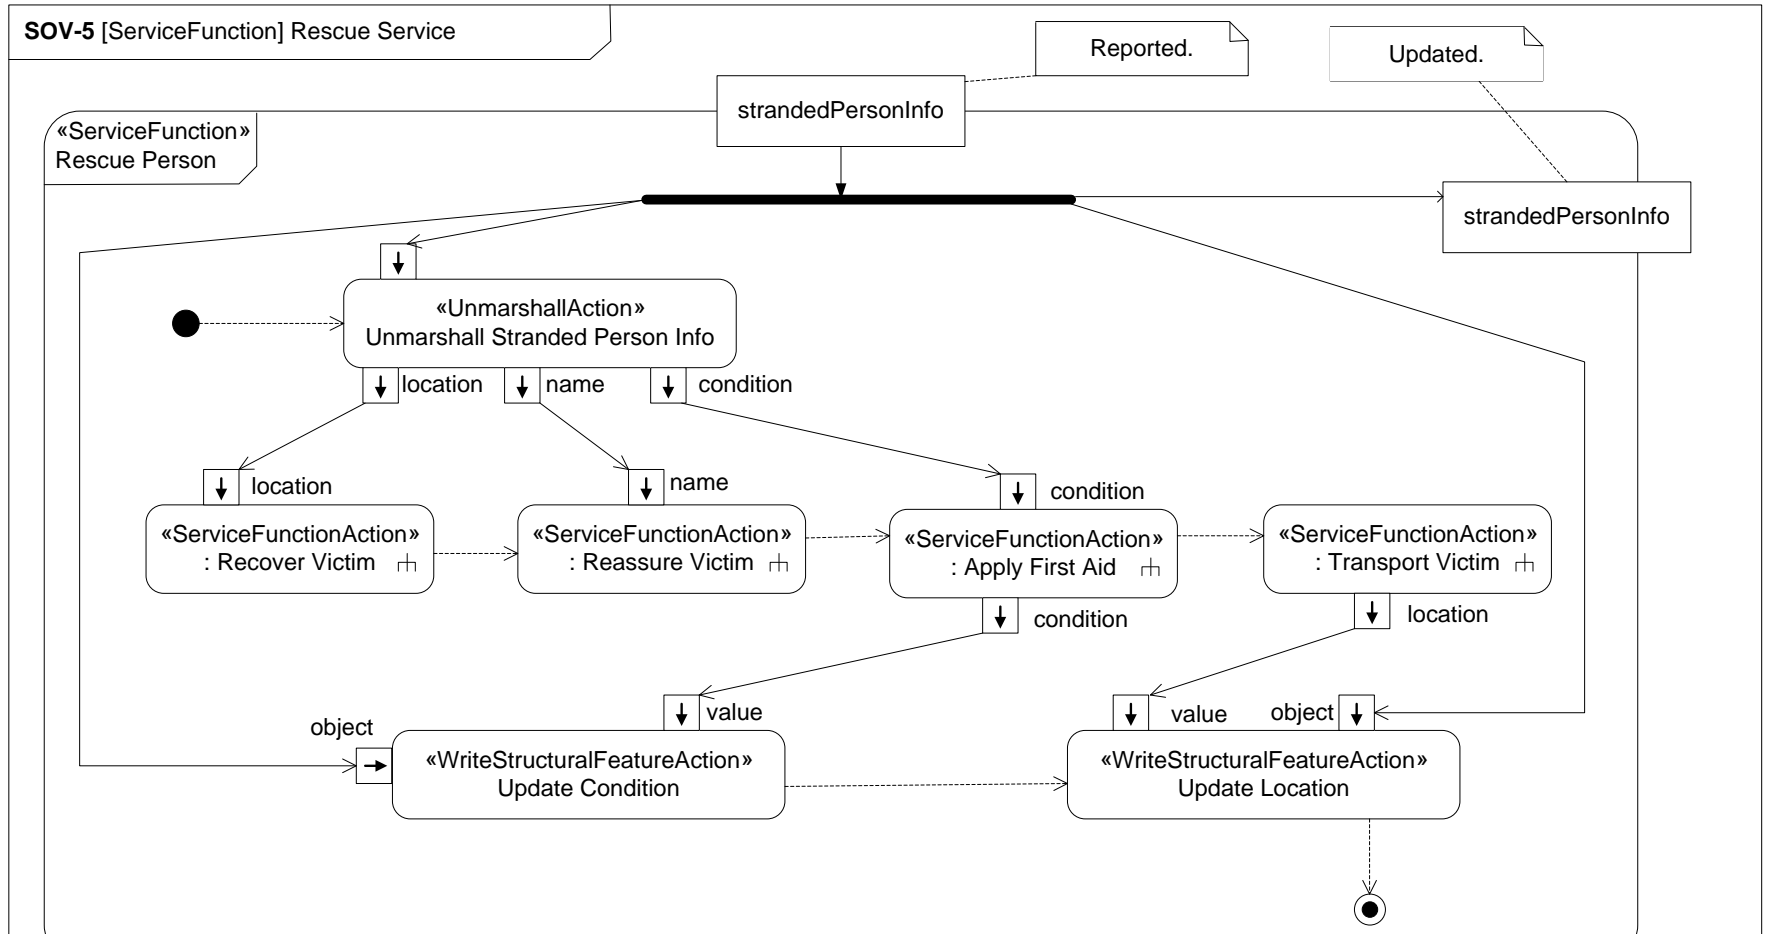 SOV-5 [ServiceFunction] Rescue Service
Reported.
Updated.
strandedPersonInfo
«ServiceFunction»
Rescue Person
strandedPersonInfo
«UnmarshallAction»
Unmarshall Stranded Person Info
location
name
condition
location
name
condition
«ServiceFunctionAction»
: Recover Victim
«ServiceFunctionAction»
: Reassure Victim
«ServiceFunctionAction»
: Apply First Aid
«ServiceFunctionAction»
: Transport Victim
condition
location
object
value
value
object
«WriteStructuralFeatureAction»
Update Condition
«WriteStructuralFeatureAction»
Update Location